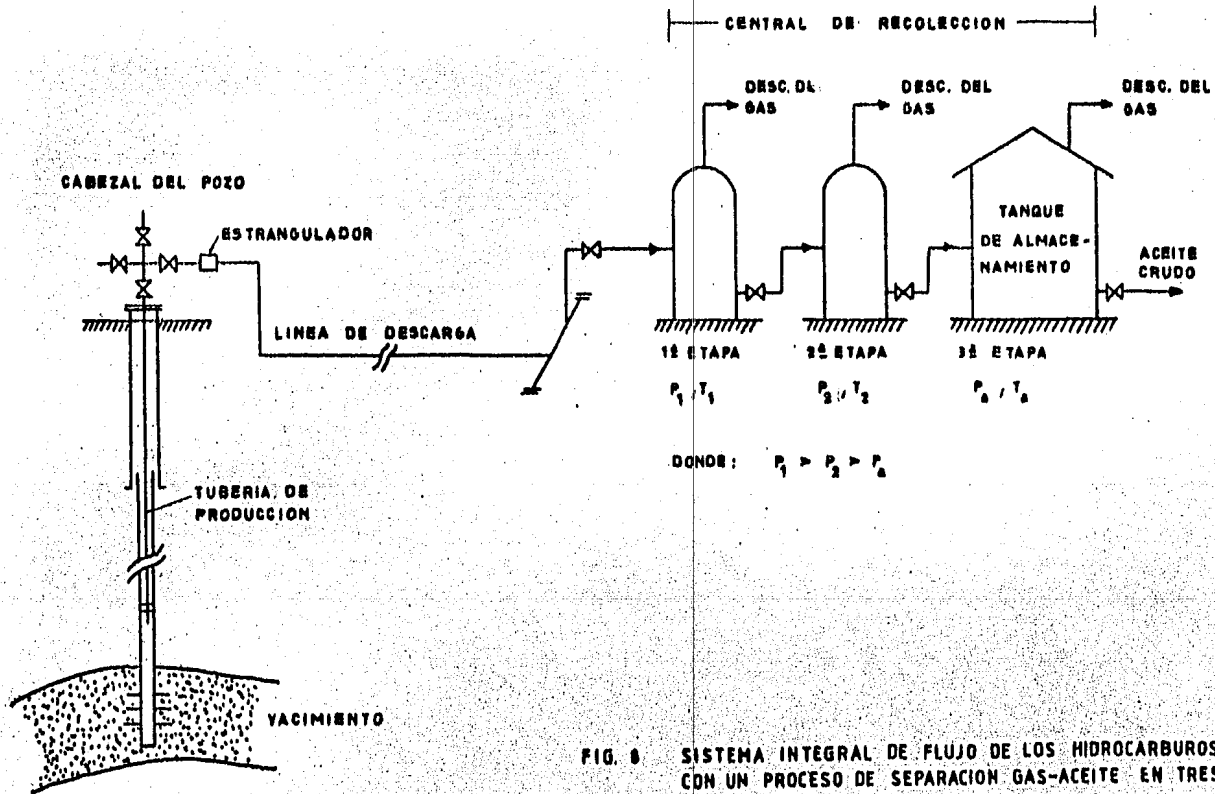 CENTRAL DE RECOLECCION
DESC. DEL
GAS
DESC. DEL
GAS
DESC. DEL
GAS
CABEZAL DEL POZO
ESTRANGULADOR
TANQUE
DE ALMACE-
NAMIENTO
ACEITE
CRUDO
LINEA DE DESCARGA
1ª ETAPA
2ª ETAPA
3ª ETAPA
P1 , T1
P2 , T2
Pa , Ta
DONDE: P1 > P2 > Pa
TUBERIA DE
PRODUCCION
YACIMIENTO
FIG. 8 SISTEMA INTEGRAL DE FLUJO DE LOS HIDROCARBUROS
CON UN PROCESO DE SEPARACION GAS-ACEITE EN TRES